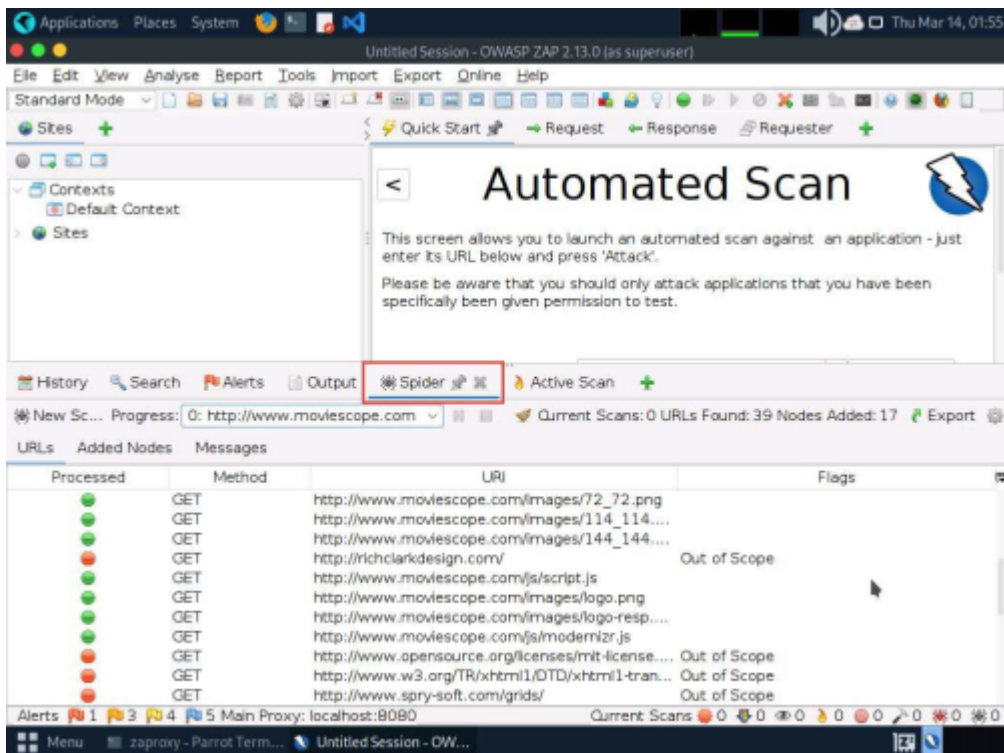 Applications Places System Thu Mar 14, 01:55
Untitled Session - OWASP ZAP 2.13.0 (as superuser)
File Edit View Analyse Report Tools Import Export Online Help
Standard Mode
Sites Quick Start Request Response Requester
Contexts
Default Context
Sites
<
Automated Scan
This screen allows you to launch an automated scan against an application - just
enter its URL below and press 'Attack'.
Please be aware that you should only attack applications that you have been
specifically been given permission to test.
History Search Alerts Output Spider Active Scan
New Sc... Progress: 0: http://www.moviescope.com Current Scans: 0 URLs Found: 39 Nodes Added: 17 Export
URLs Added Nodes Messages
Processed Method URI Flags
GET http://www.moviescope.com/images/72_72.png
GET http://www.moviescope.com/images/114_114....
GET http://www.moviescope.com/images/144_144....
GET http://richclarkdesign.com/ Out of Scope
GET http://www.moviescope.com/js/script.js
GET http://www.moviescope.com/images/logo.png
GET http://www.moviescope.com/images/logo-resp....
GET http://www.moviescope.com/js/modernizr.js
GET http://www.opensource.org/licenses/mit-license.... Out of Scope
GET http://www.w3.org/TR/xhtml1/DTD/xhtml1-tran... Out of Scope
GET http://www.spry-soft.com/grids/ Out of Scope
Alerts 1 3 4 5 Main Proxy: localhost:8080 Current Scans 0 0 0 0 0 0 0 0
Menu zaproxy - Parrot Term... Untitled Session - OW...